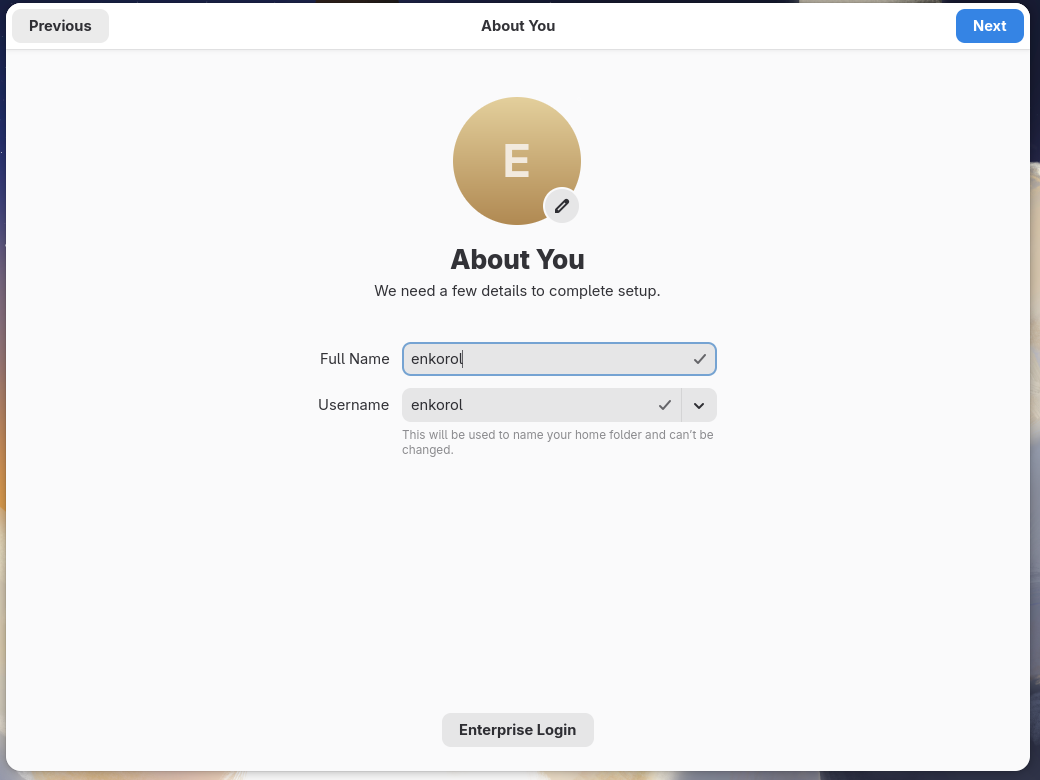 Previous
About You
Next
E
About You
We need a few details to complete setup.
Full Name
enkorol
Username
enkorol
This will be used to name your home folder and can't be
changed.
Enterprise Login